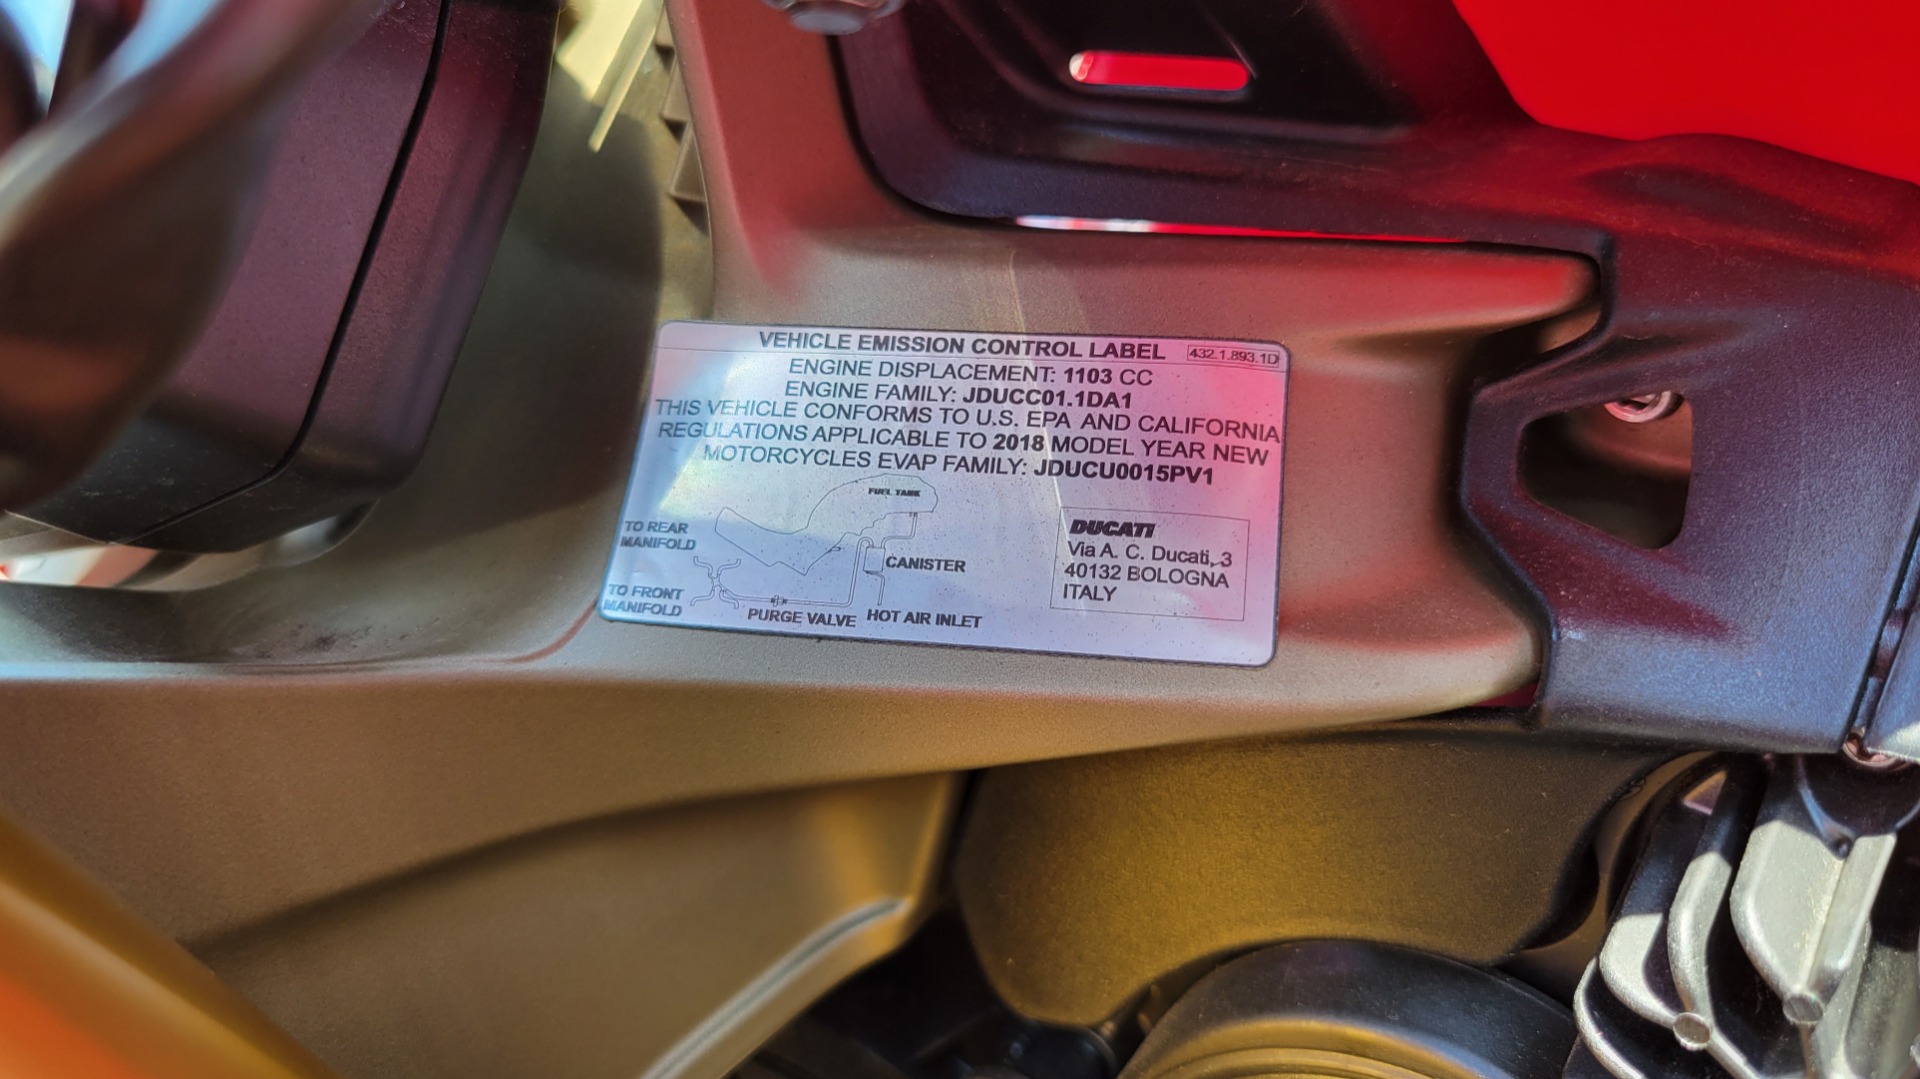 VEHICLE EMISSION CONTROL LABEL 432.1.893.1D
ENGINE DISPLACEMENT: 1103 CC
ENGINE FAMILY: JDUCC01.1DA1
THIS VEHICLE CONFORMS TO U.S. EPA AND CALIFORNIA
REGULATIONS APPLICABLE TO 2018 MODEL YEAR NEW
MOTORCYCLES EVAP FAMILY: JDUCU0015PV1
FUEL TANK
TO REAR
MANIFOLD
CANISTER
TO FRONT
MANIFOLD
PURGE VALVE
HOT AIR INLET
DUCATI
Via A. C. Ducati, 3
40132 BOLOGNA
ITALY